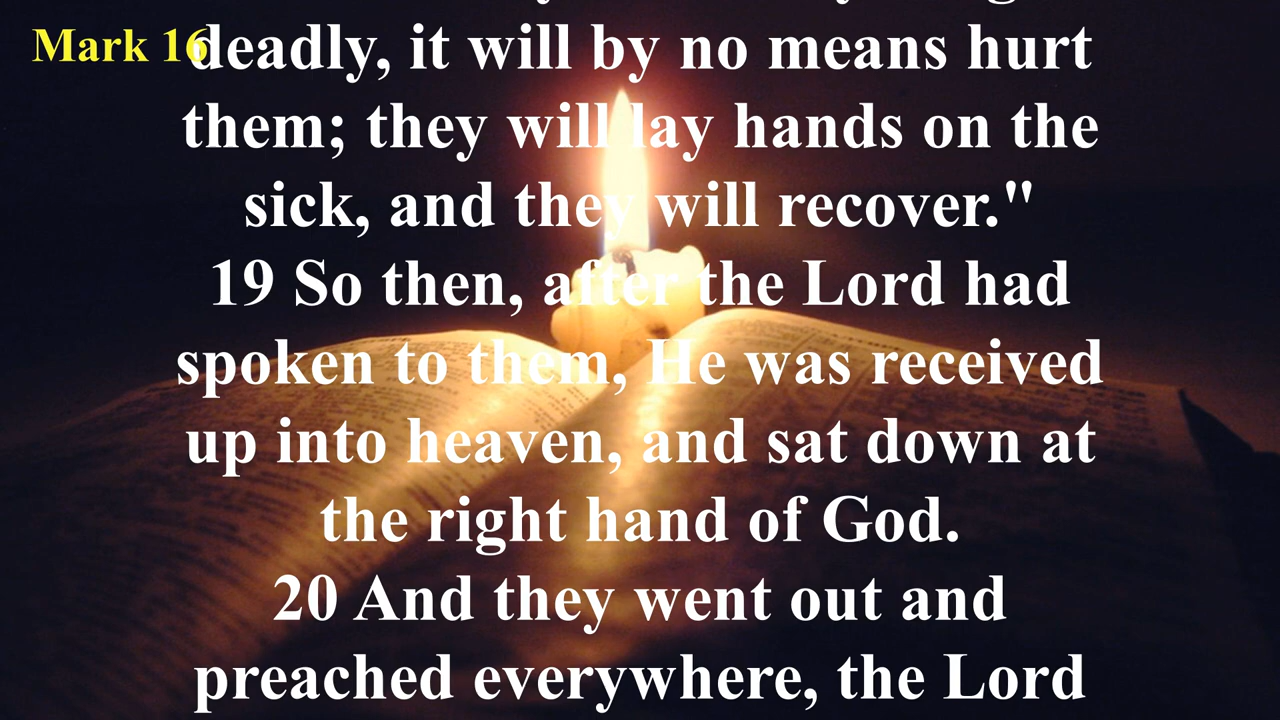 Mark 16
deadly, it will by no means hurt
them; they will lay hands on the
sick, and they will recover."
19 So then, after the Lord had
spoken to them, He was received
up into heaven, and sat down at
the right hand of God.
20 And they went out and
preached everywhere, the Lord